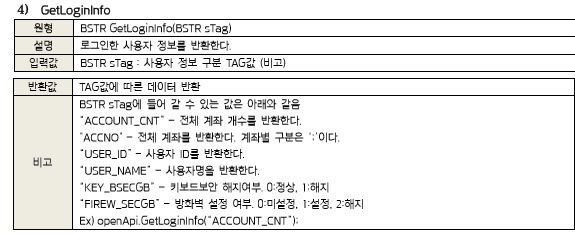 4) GetLoginInfo
원형 BSTR GetLoginInfo(BSTR sTag)
설명 로그인한 사용자 정보를 반환한다.
입력값 BSTR sTag : 사용자 정보 구분 TAG값 (비고)
반환값 TAG값에 따른 데이터 반환
비고
BSTR sTag에 들어 갈 수 있는 값은 아래와 같음
“ACCOUNT_CNT” – 전체 계좌 개수를 반환한다.
"ACCNO" – 전체 계좌를 반환한다. 계좌별 구분은 ‘;’이다.
“USER_ID” – 사용자 ID를 반환한다.
“USER_NAME” – 사용자명을 반환한다.
“KEY_BSECGB” – 키보드보안 해지여부. 0:정상, 1:해지
“FIREW_SECGB” – 방화벽 설정 여부. 0:미설정, 1:설정, 2:해지
Ex) openApi.GetLoginInfo(“ACCOUNT_CNT”);